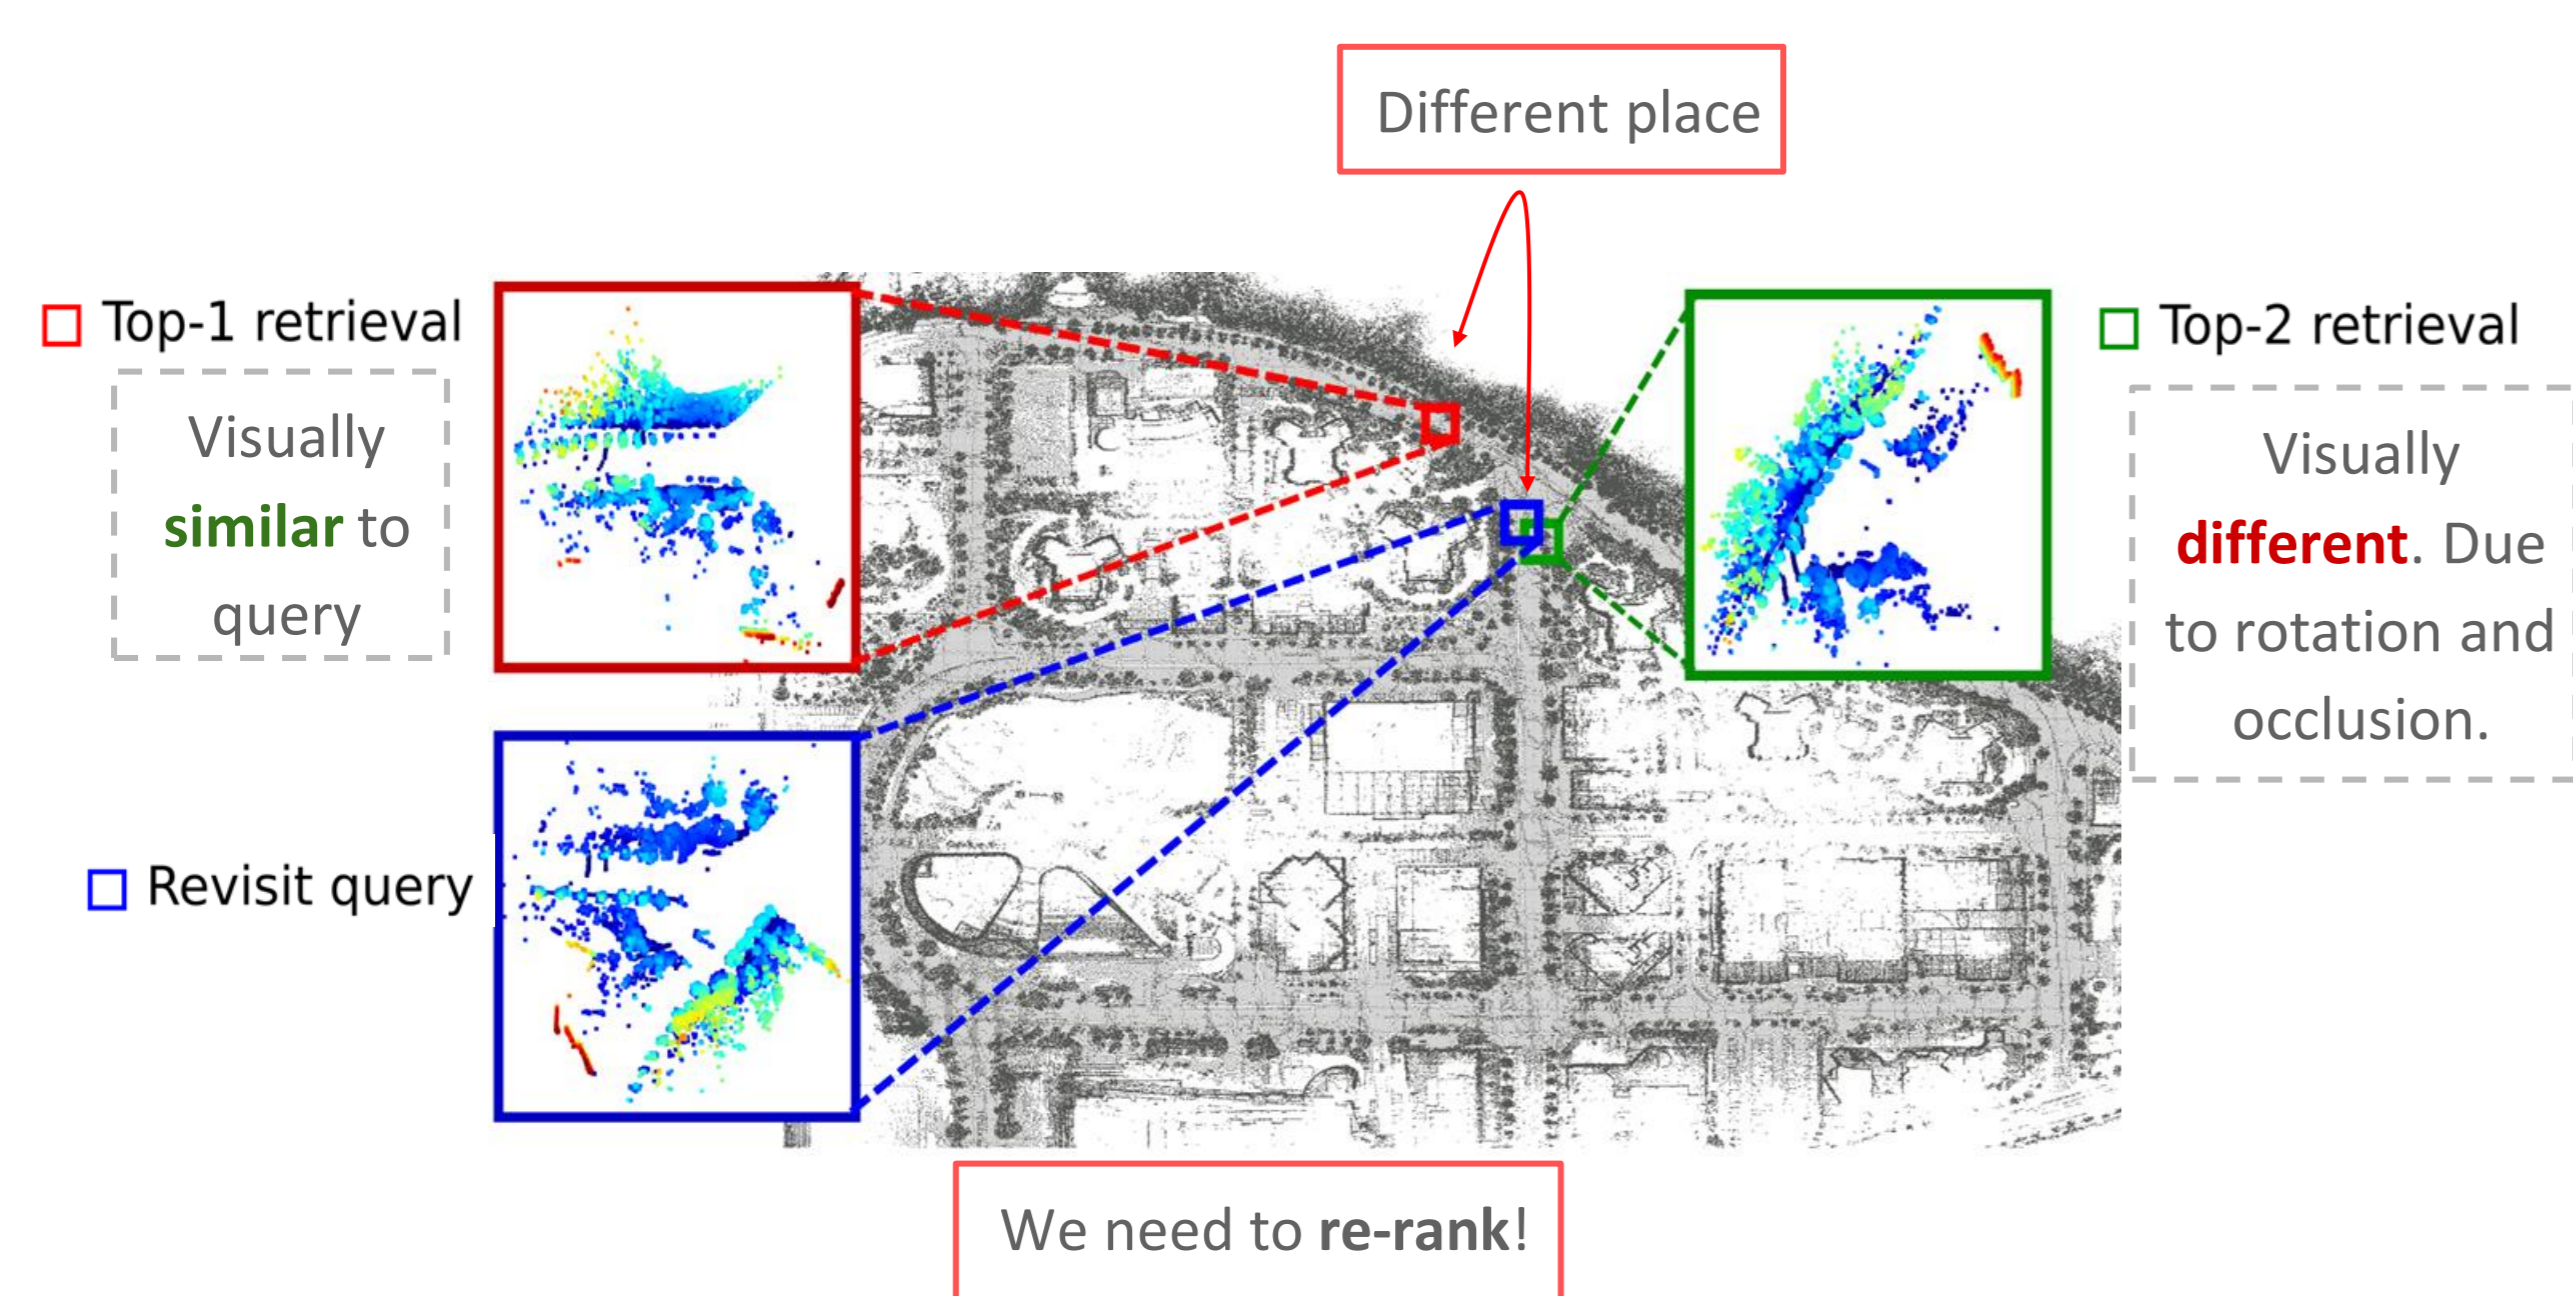 Different place
Top-1 retrieval
Visually
similar to
query
Top-2 retrieval
Visually
different. Due
to rotation and
occlusion.
Revisit query
We need to re-rank!